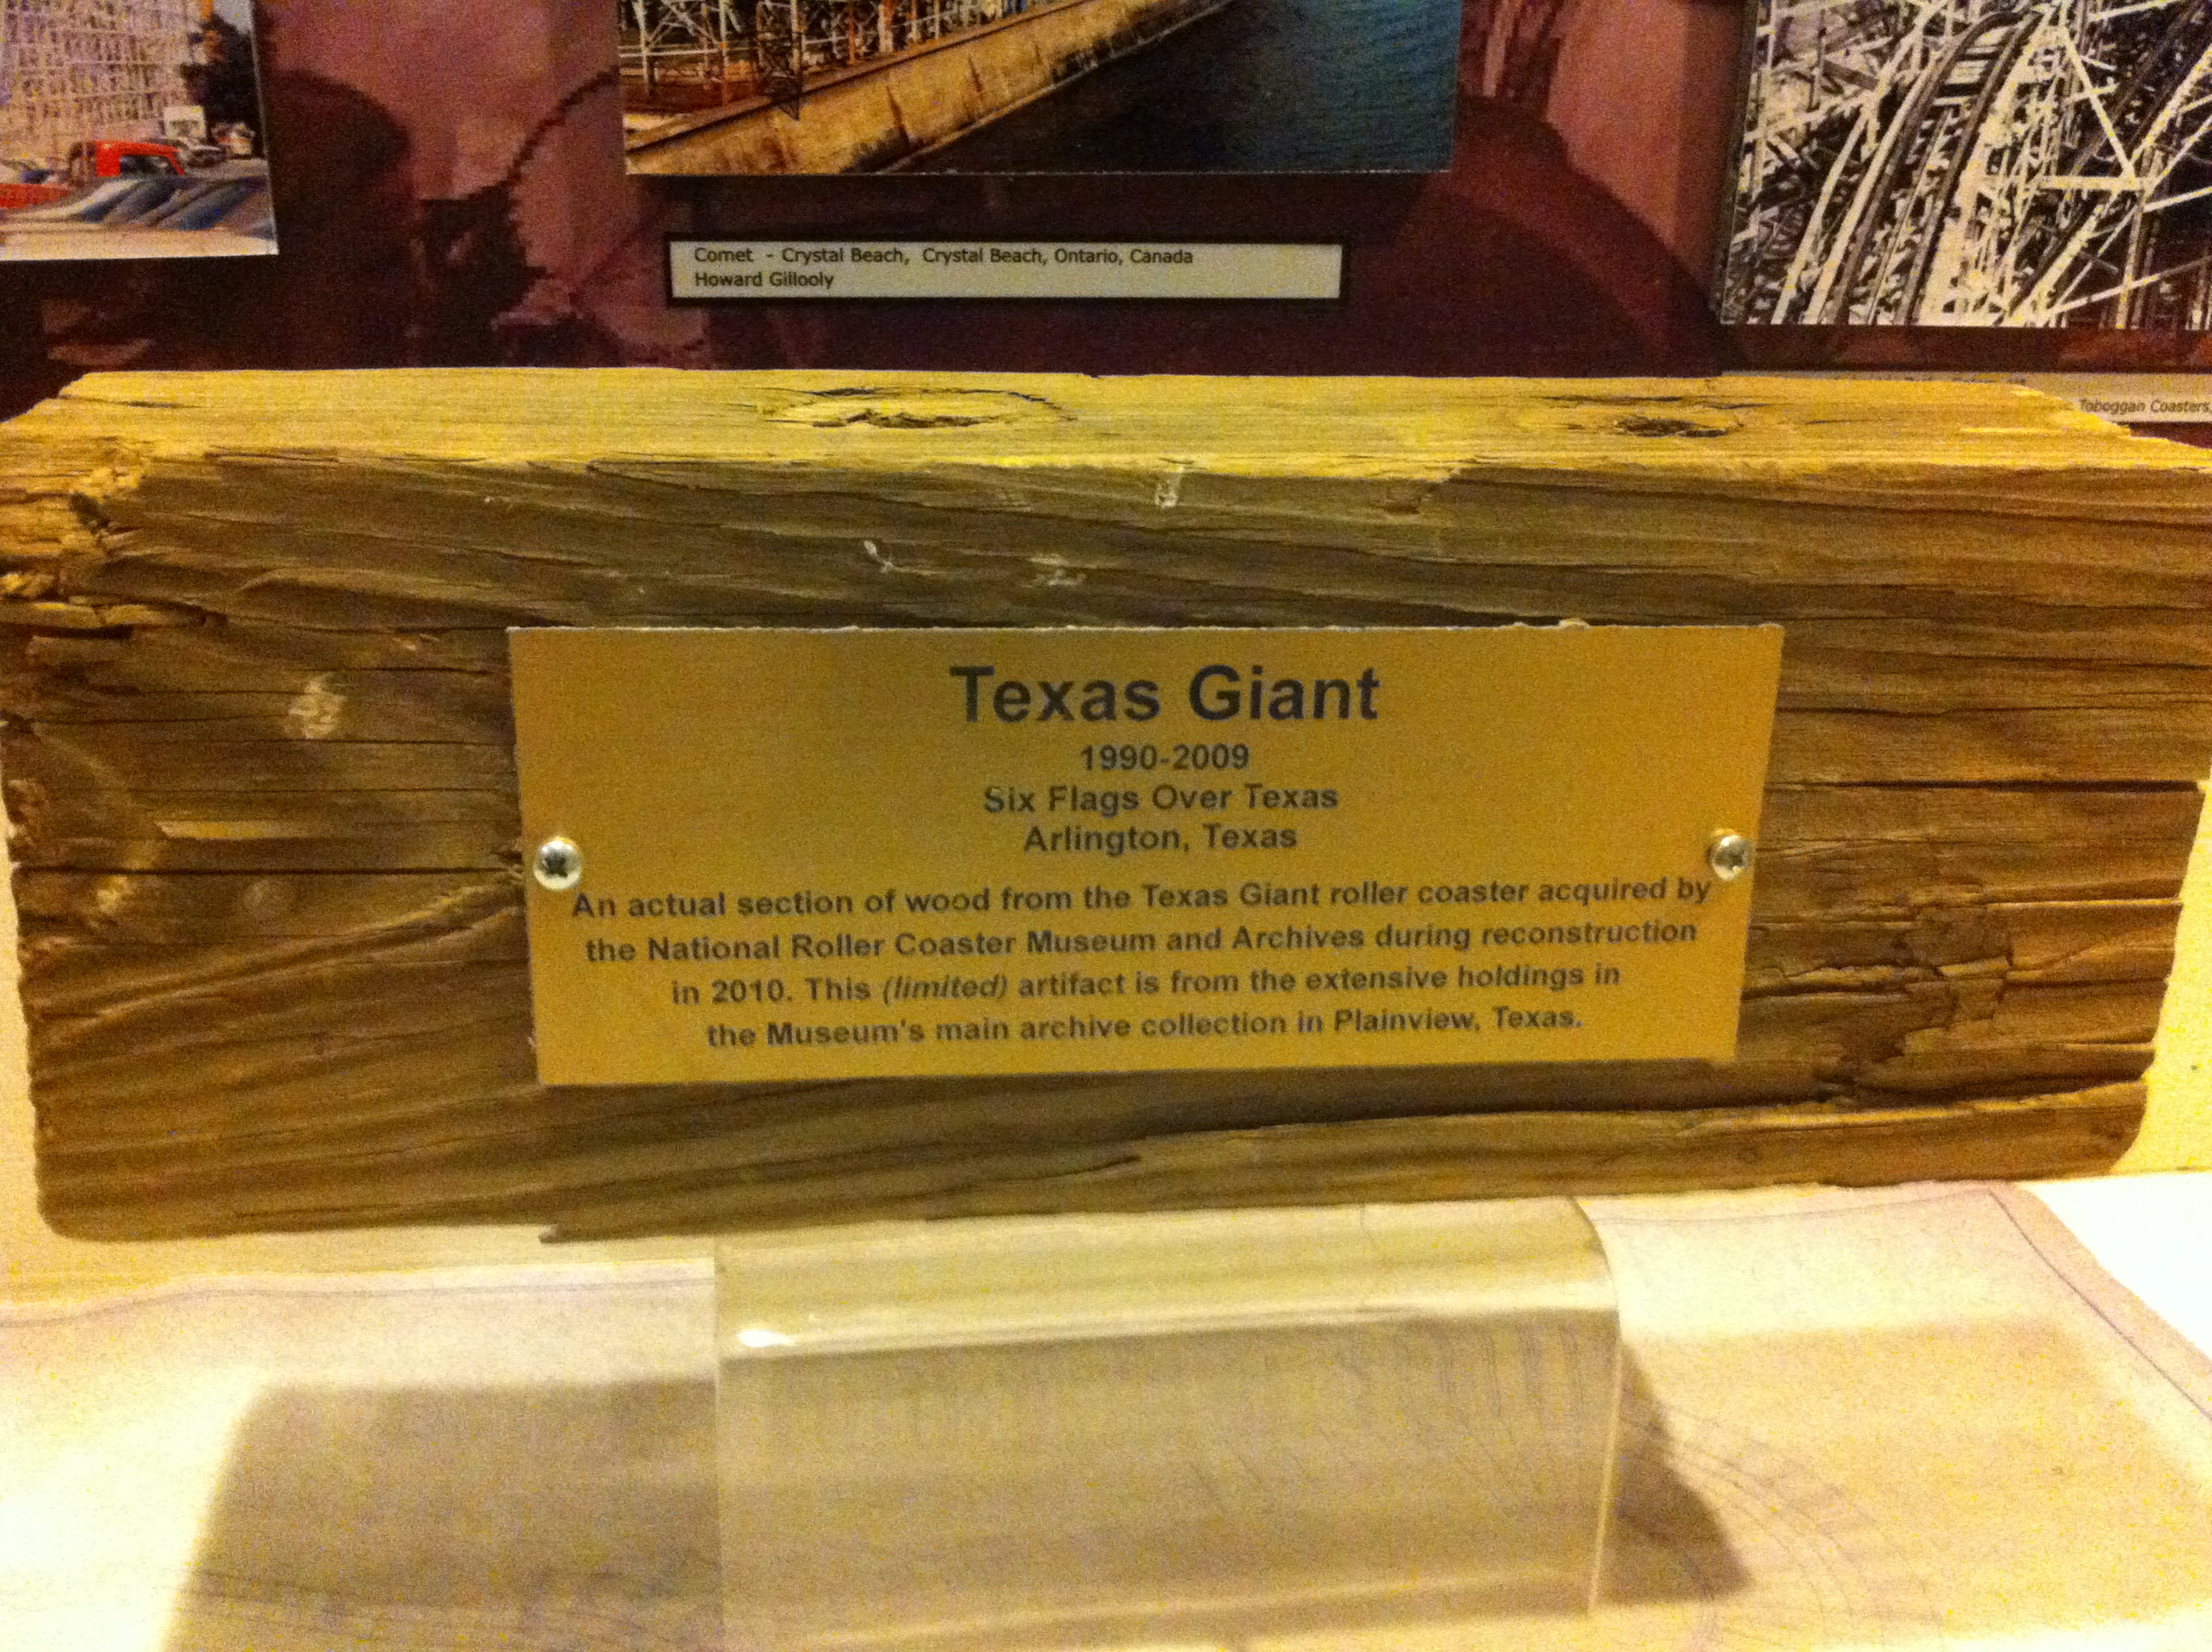 Comet - Crystal Beach, Crystal Beach, Ontario, Canada
Howard Gillooly
Toboggan Coasters,
Texas Giant
1990-2009
Six Flags Over Texas
Arlington, Texas
An actual section of wood from the Texas Giant roller coaster acquired by
the National Roller Coaster Museum and Archives during reconstruction
in 2010. This (limited) artifact is from the extensive holdings in
the Museum's main archive collection in Plainview, Texas.